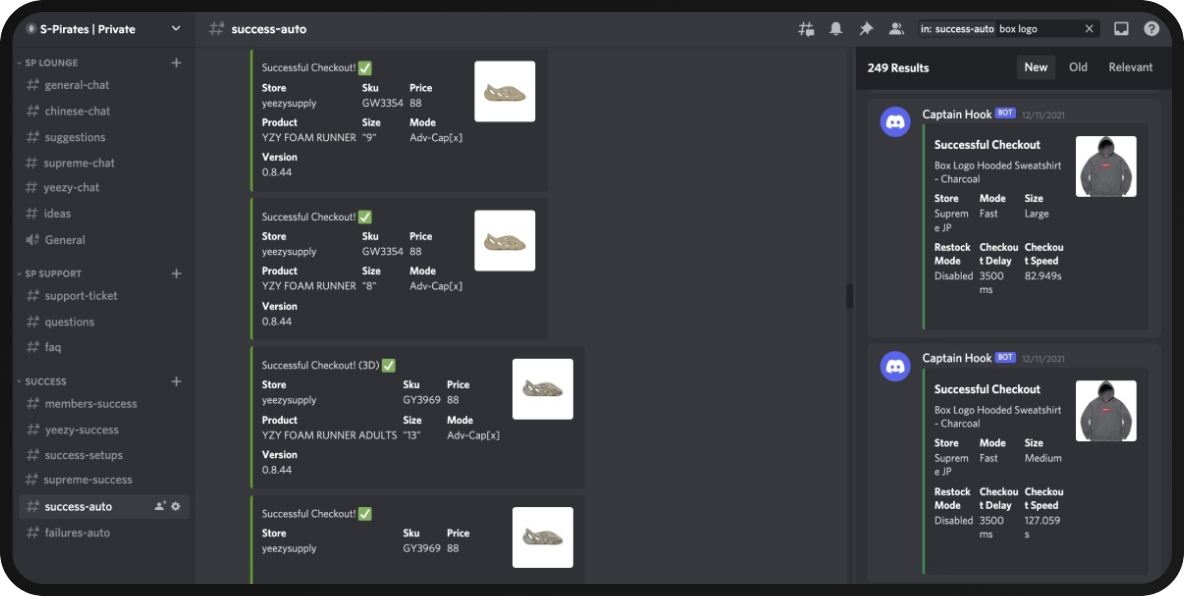 S-Pirates | Private
success-auto
in: success-auto box logo
SP LOUNGE
general-chat
chinese-chat
suggestions
supreme-chat
yeezy-chat
ideas
General
SP SUPPORT
support-ticket
questions
faq
SUCCESS
members-success
yeezy-success
success-setups
supreme-success
success-auto
failures-auto
Successful Checkout! ✅
Store Sku Price
yeezysupply GW3354 88
Product Size Mode
YZY FOAM RUNNER "9" Adv-Cap[x]
Version
0.8.44
Successful Checkout! ✅
Store Sku Price
yeezysupply GW3354 88
Product Size Mode
YZY FOAM RUNNER "8" Adv-Cap[x]
Version
0.8.44
Successful Checkout! (3D) ✅
Store Sku Price
yeezysupply GY3969 88
Product Size Mode
YZY FOAM RUNNER ADULTS "13" Adv-Cap[x]
Version
0.8.44
Successful Checkout! ✅
Store Sku Price
yeezysupply GY3969 88
249 Results New Old Relevant
Captain Hook BOT 12/11/2021
Successful Checkout
Box Logo Hooded Sweatshirt
- Charcoal
Store Mode Size
Suprem Fast Large
e JP
Restock Checkou Checkou
Mode t Delay t Speed
Disabled 3500 82.949s
ms
Captain Hook BOT 12/11/2021
Successful Checkout
Box Logo Hooded Sweatshirt
- Charcoal
Store Mode Size
Suprem Fast Medium
e JP
Restock Checkou Checkou
Mode t Delay t Speed
Disabled 3500 127.059
ms s